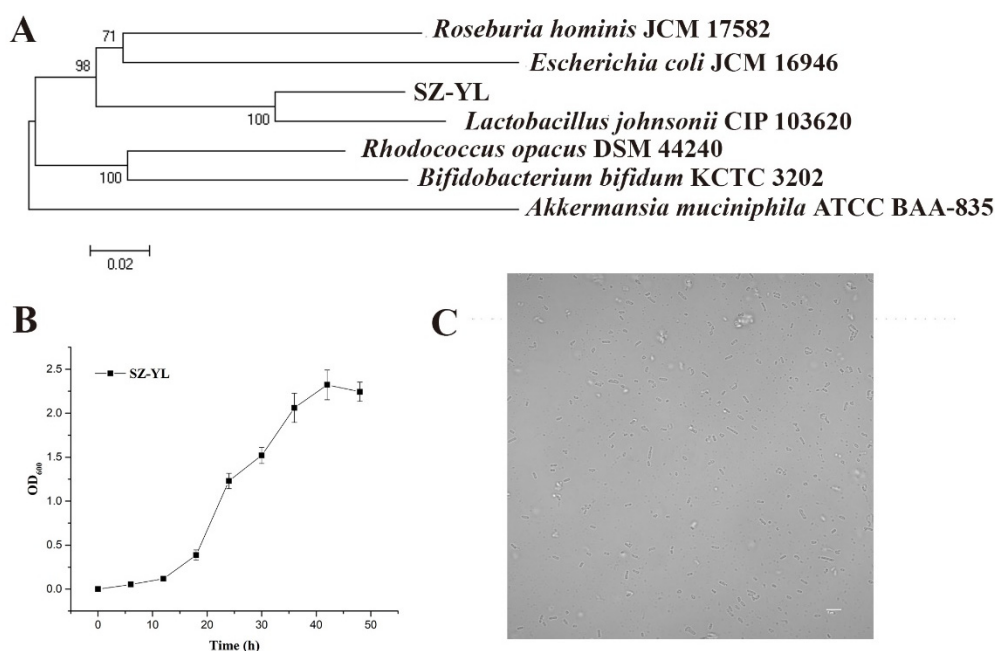 A
71
Roseburia hominis JCM 17582
Escherichia coli JCM 16946
98
SZ-YL
100
Lactobacillus johnsonii CIP 103620
Rhodococcus opacus DSM 44240
100
Bifidobacterium bifidum KCTC 3202
Akkermansia muciniphila ATCC BAA-835
0.02
B
SZ-YL
2.5
2.0
1.5
1.0
0.5
0.0
OD600
0 10 20 30 40 50
Time (h)
C